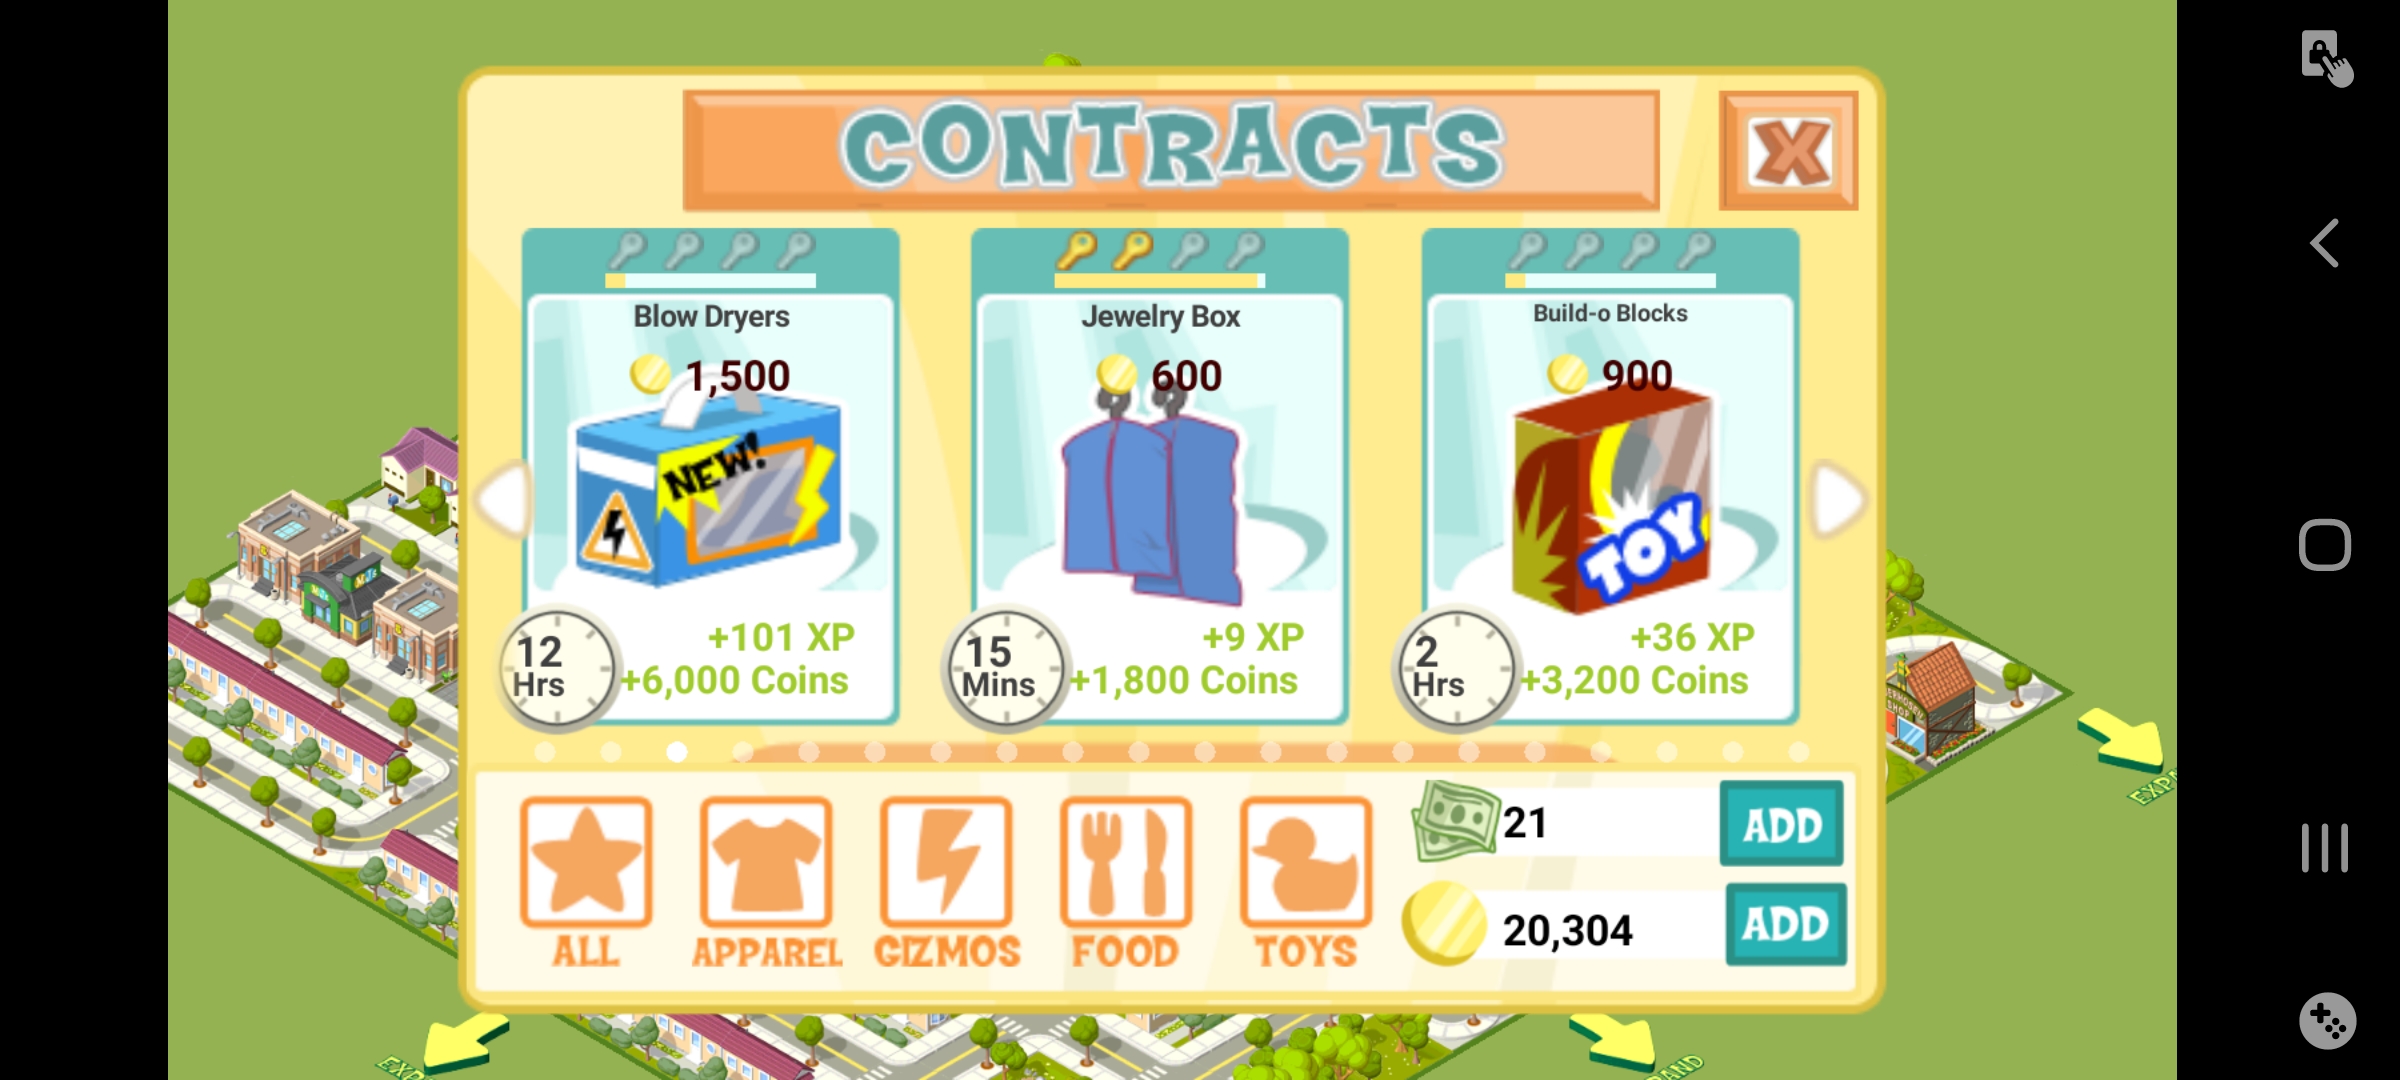 CONTRACTS
X
Blow Dryers
1,500
NEW!
12
Hrs
+101 XP
+6,000 Coins
Jewelry Box
600
15
Mins
+9 XP
+1,800 Coins
Build-o Blocks
900
TOY
2
Hrs
+36 XP
+3,200 Coins
ALL
APPAREL
GIZMOS
FOOD
TOYS
21
ADD
20,304
ADD
SHOP